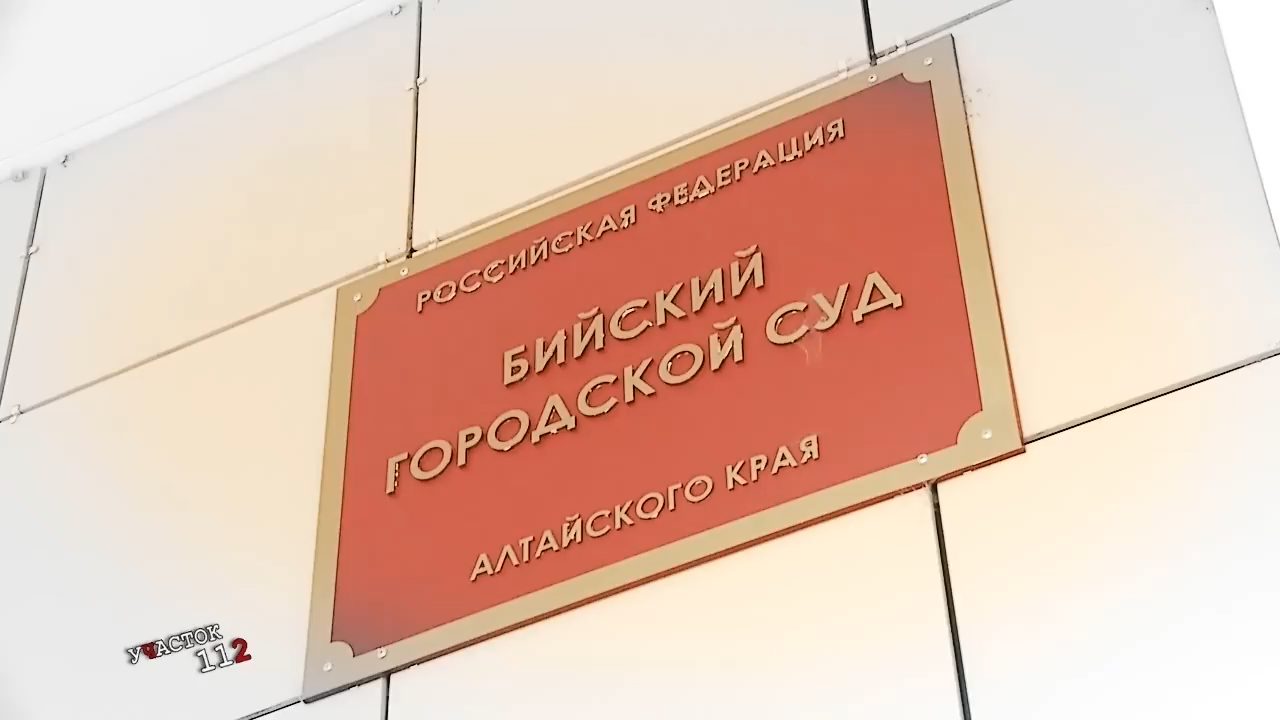 РОССИЙСКАЯ ФЕДЕРАЦИЯ
БИЙСКИЙ
ГОРОДСКОЙ СУД
АЛТАЙСКОГО КРАЯ
УЧАСТОК
112